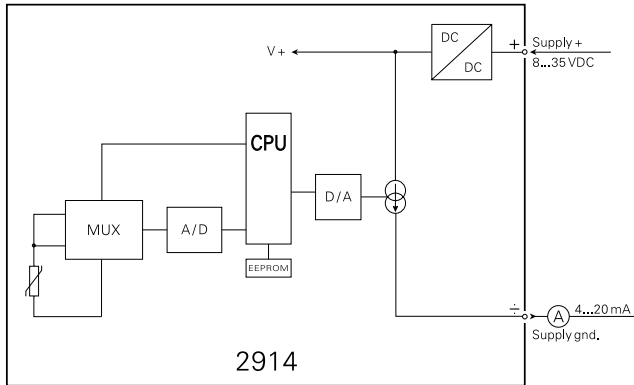 V +
DC
DC
+
Supply +
8...35 VDC
CPU
D/A
MUX
A/D
EEPROM
÷
A
4...20 mA
Supply gnd.
2914